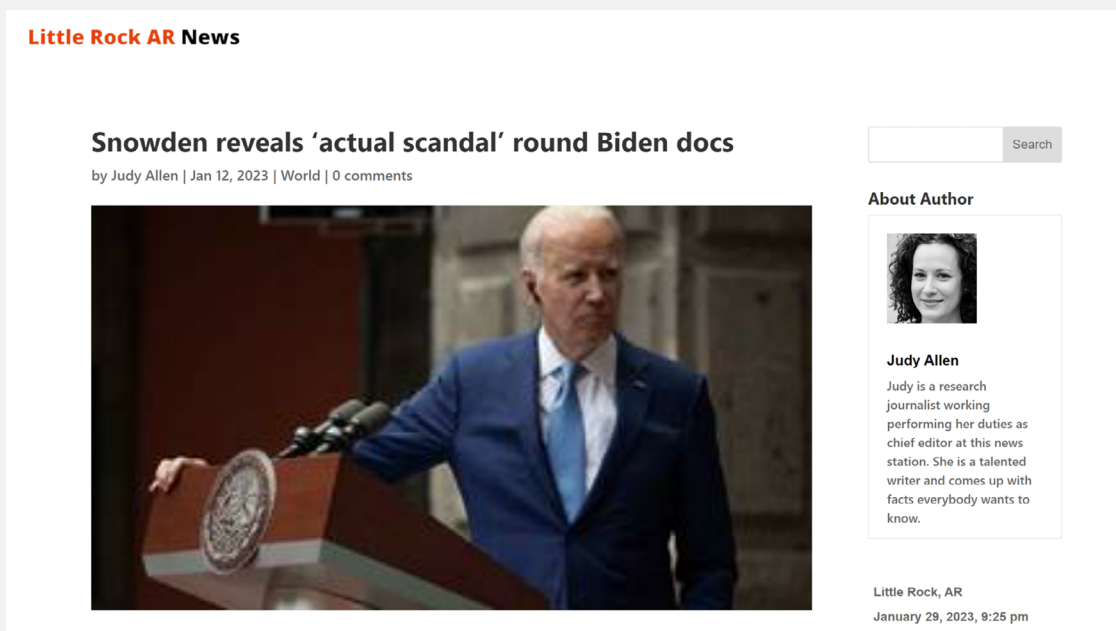 Little Rock AR News
Snowden reveals ‘actual scandal’ round Biden docs
by Judy Allen | Jan 12, 2023 | World | 0 comments
Search
About Author
Judy Allen
Judy is a research
journalist working
performing her duties as
chief editor at this news
station. She is a talented
writer and comes up with
facts everybody wants to
know.
Little Rock, AR
January 29, 2023, 9:25 pm